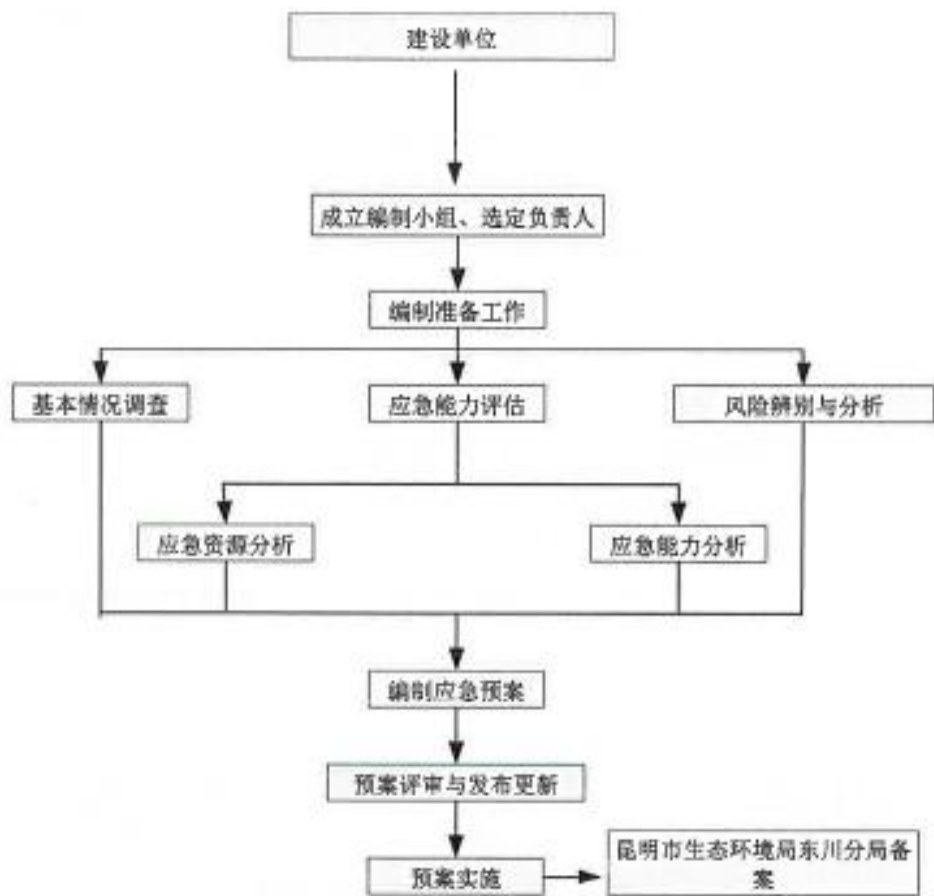 建设单位
成立编制小组、选定负责人
编制准备工作
基本情况调查
应急能力评估
风险辨别与分析
应急资源分析
应急能力分析
编制应急预案
预案评审与发布更新
预案实施
昆明市生态环境局东川分局备
案